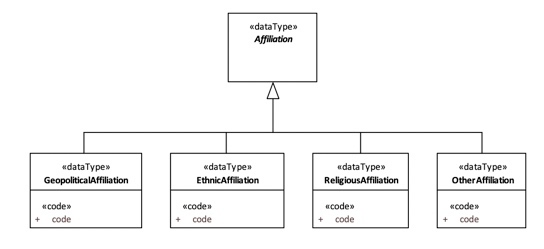 «dataType»
Affiliation
«dataType»
GeopoliticalAffiliation
«code»
+ code
«dataType»
EthnicAffiliation
«code»
+ code
«dataType»
ReligiousAffiliation
«code»
+ code
«dataType»
OtherAffiliation
«code»
+ code